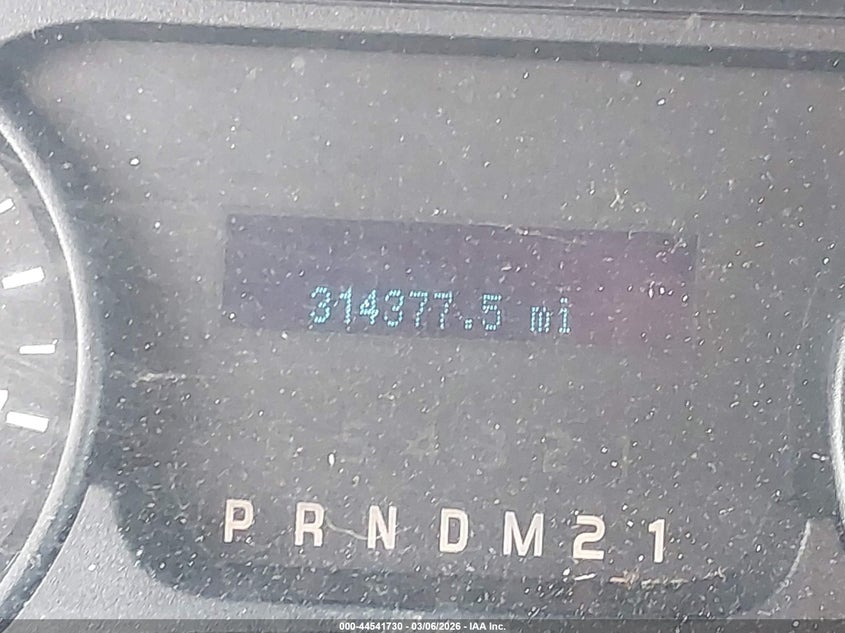 314377.5 mi
P R N D M 2 1
000-44541730 - 03/06/2026 - IAA Inc.